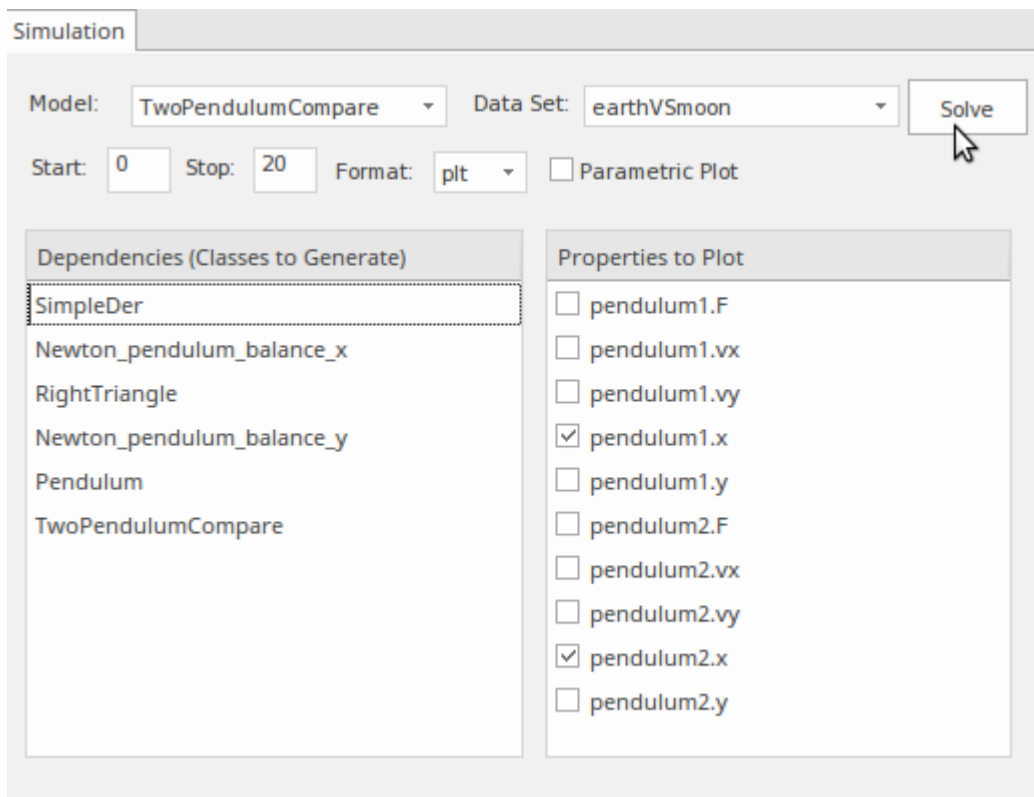 Simulation
Model: TwoPendulumCompare Data Set: earthVSmoon Solve
Start: 0 Stop: 20 Format: plt Parametric Plot
Dependencies (Classes to Generate)
SimpleDer
Newton_pendulum_balance_x
RightTriangle
Newton_pendulum_balance_y
Pendulum
TwoPendulumCompare
Properties to Plot
pendulum1.F
pendulum1.vx
pendulum1.vy
pendulum1.x
pendulum1.y
pendulum2.F
pendulum2.vx
pendulum2.vy
pendulum2.x
pendulum2.y